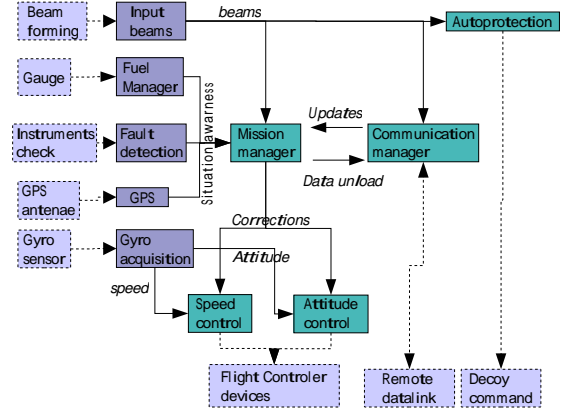 Beam
forming
Input
beams
beams
Autoprotection
Gauge
Fuel
Manager
Situation awarness
Updates
Instruments
check
Fault
detection
Mission
manager
Communication
manager
Data unload
GPS
antenae
GPS
Corrections
Gyro
sensor
Gyro
acquisition
Attitude
speed
Speed
control
Attitude
control
Flight Controler
devices
Remote
datalink
Decoy
command